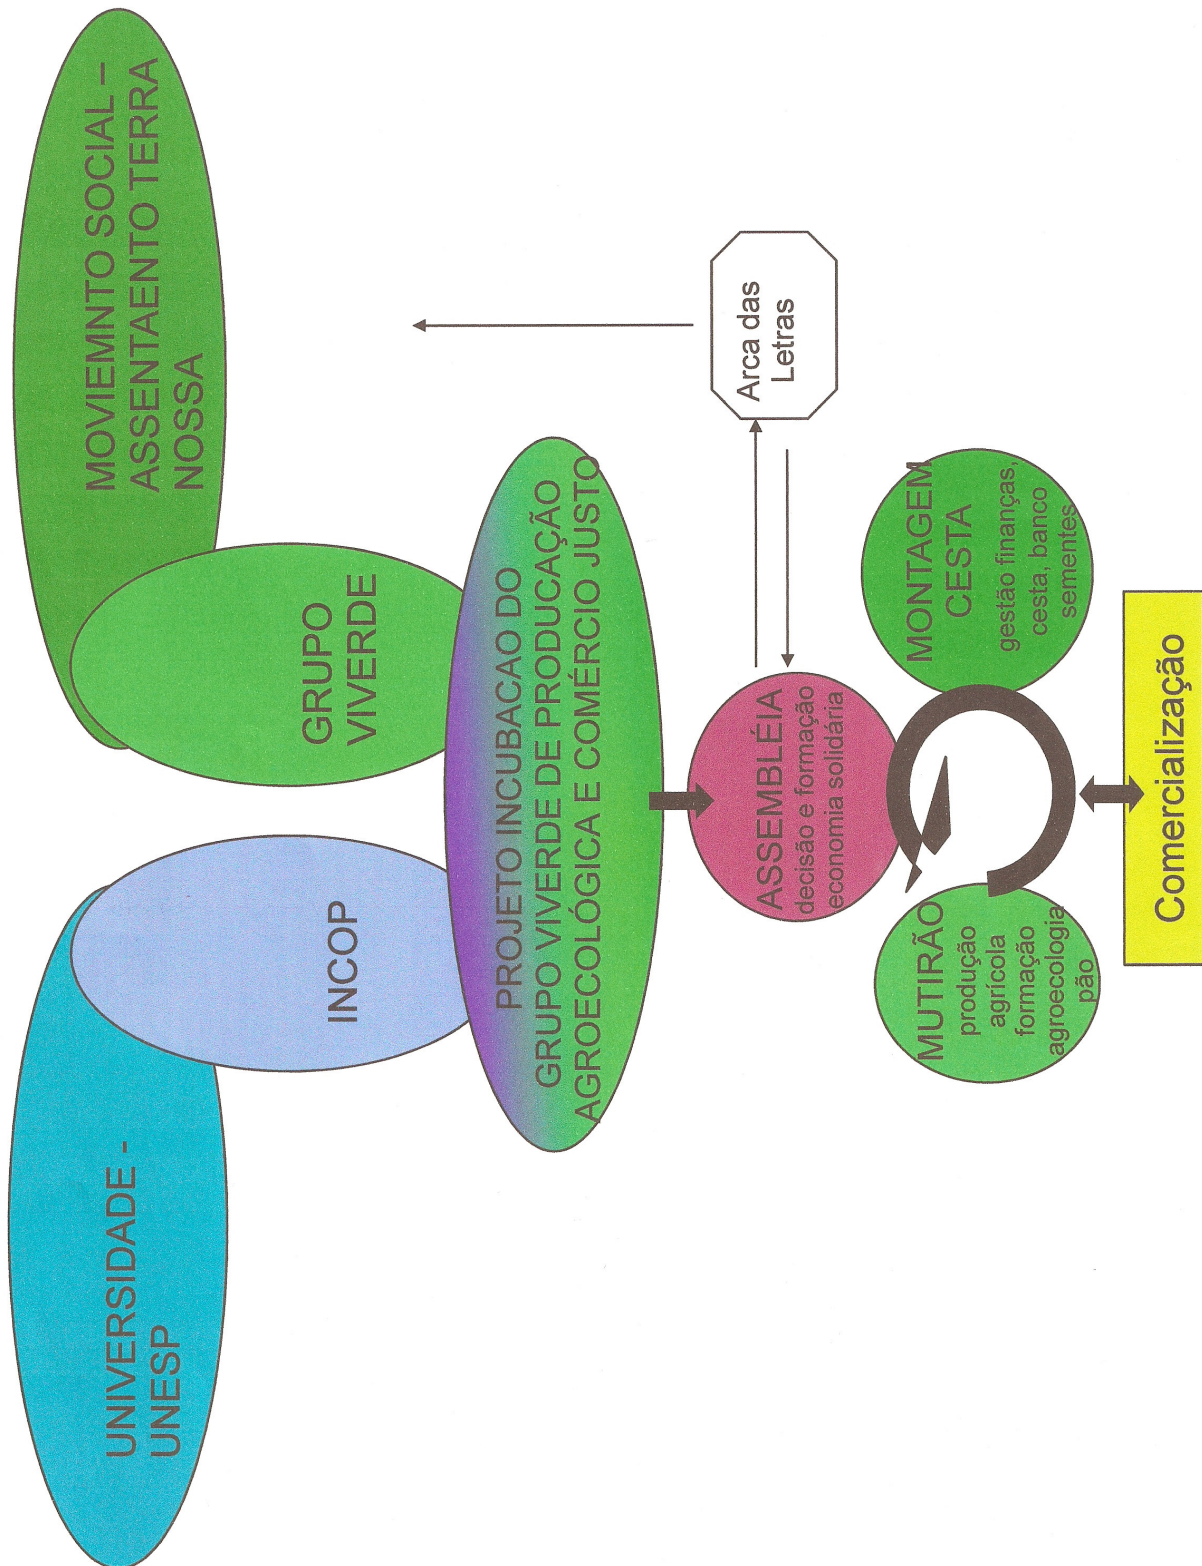 UNIVERSIDADE -
UNESP
MOVIEMNTO SOCIAL –
ASSENTAENTO TERRA
NOSSA
INCOP
GRUPO
VIVERDE
PROJETO INCUBACAO DO
GRUPO VIVERDE DE PRODUCAÇÃO
AGROECOLÓGICA E COMÉRCIO JUSTO
ASSEMBLÉIA
decisão e formação
economia solidária
Arca das
Letras
MUTIRÃO
produção
agrícola
formação
agroecologia
pão
MONTAGEM
CESTA
gestão finanças,
cesta, banco
sementes
Comercialização